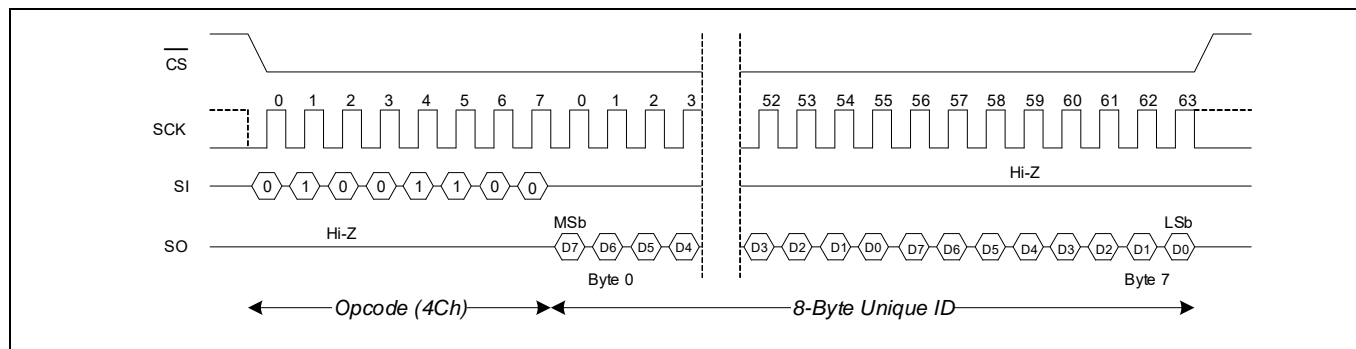 CS
0 1 2 3 4 5 6 7 0 1 2 3 52 53 54 55 56 57 58 59 60 61 62 63
SCK
Hi-Z
SI 0 1 0 0 1 1 0 0
MSb LSb
Hi-Z
SO D7 D6 D5 D4 D3 D2 D1 D0 D7 D6 D5 D4 D3 D2 D1 D0
Byte 0 Byte 7
Opcode (4Ch) 8-Byte Unique ID